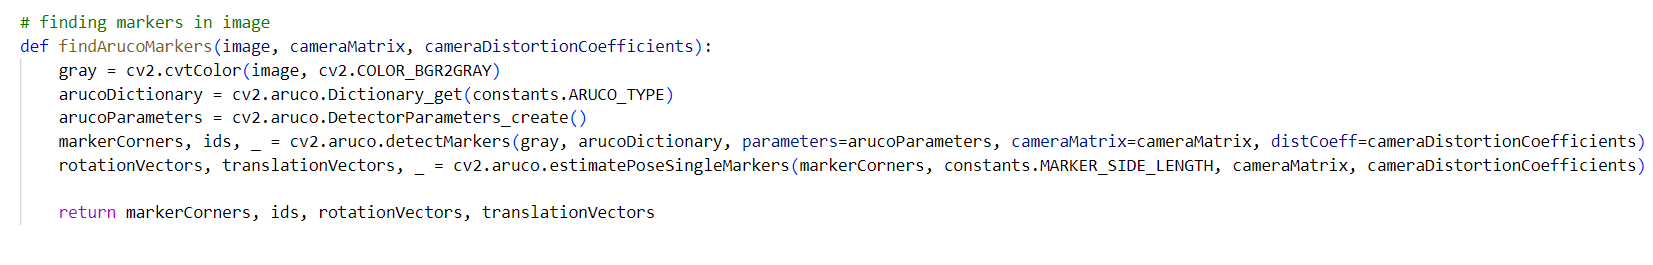 # finding markers in image
def findArucoMarkers(image, cameraMatrix, cameraDistortionCoefficients):
    gray = cv2.cvtColor(image, cv2.COLOR_BGR2GRAY)
    arucoDictionary = cv2.aruco.Dictionary_get(constants.ARUCO_TYPE)
    arucoParameters = cv2.aruco.DetectorParameters_create()
    markerCorners, ids, _ = cv2.aruco.detectMarkers(gray, arucoDictionary, parameters=arucoParameters, cameraMatrix=cameraMatrix, distCoeff=cameraDistortionCoefficients)
    rotationVectors, translationVectors, _ = cv2.aruco.estimatePoseSingleMarkers(markerCorners, constants.MARKER_SIDE_LENGTH, cameraMatrix, cameraDistortionCoefficients)
    return markerCorners, ids, rotationVectors, translationVectors